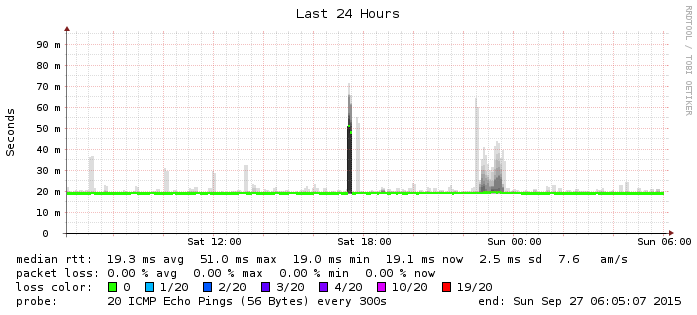 Last 24 Hours
RRDTOOL / TOBI OETIKER
Seconds
90 m
80 m
70 m
60 m
50 m
40 m
30 m
20 m
10 m
0
Sat 12:00 Sat 18:00 Sun 00:00 Sun 06:00
median rtt: 19.3 ms avg 51.0 ms max 19.0 ms min 19.1 ms now 2.5 ms sd 7.6 am/s
packet loss: 0.00 % avg 0.00 % max 0.00 % min 0.00 % now
loss color: 0 1/20 2/20 3/20 4/20 10/20 19/20
probe: 20 ICMP Echo Pings (56 Bytes) every 300s end: Sun Sep 27 06:05:07 2015